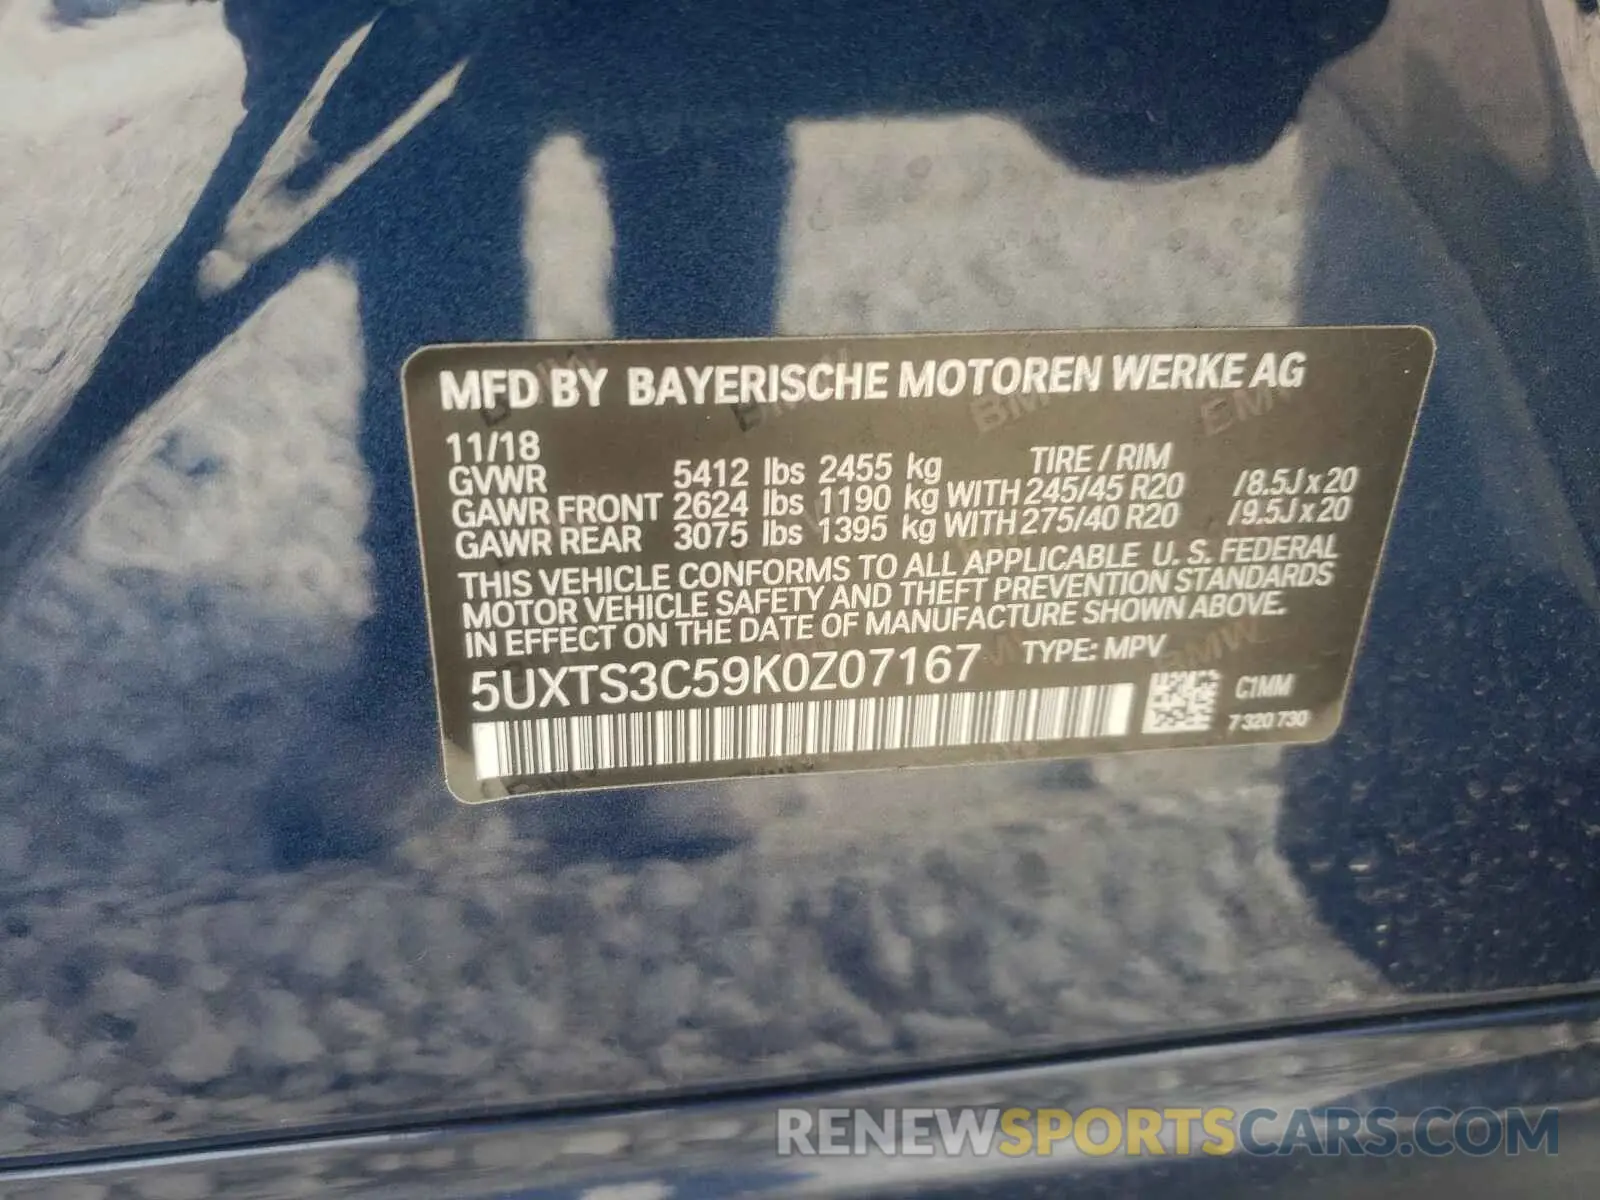 MFD BY BAYERISCHE MOTOREN WERKE AG
11/18
GVWR 5412 lbs 2455 kg TIRE / RIM
GAWR FRONT 2624 lbs 1190 kg WITH 245/45 R20 /8.5J x 20
GAWR REAR 3075 lbs 1395 kg WITH 275/40 R20 /9.5J x 20
THIS VEHICLE CONFORMS TO ALL APPLICABLE U. S. FEDERAL
MOTOR VEHICLE SAFETY AND THEFT PREVENTION STANDARDS
IN EFFECT ON THE DATE OF MANUFACTURE SHOWN ABOVE.
5UXTS3C59K0Z07167 TYPE: MPV
C1MM
7 320 730
RENEWSPORTSCARS.COM